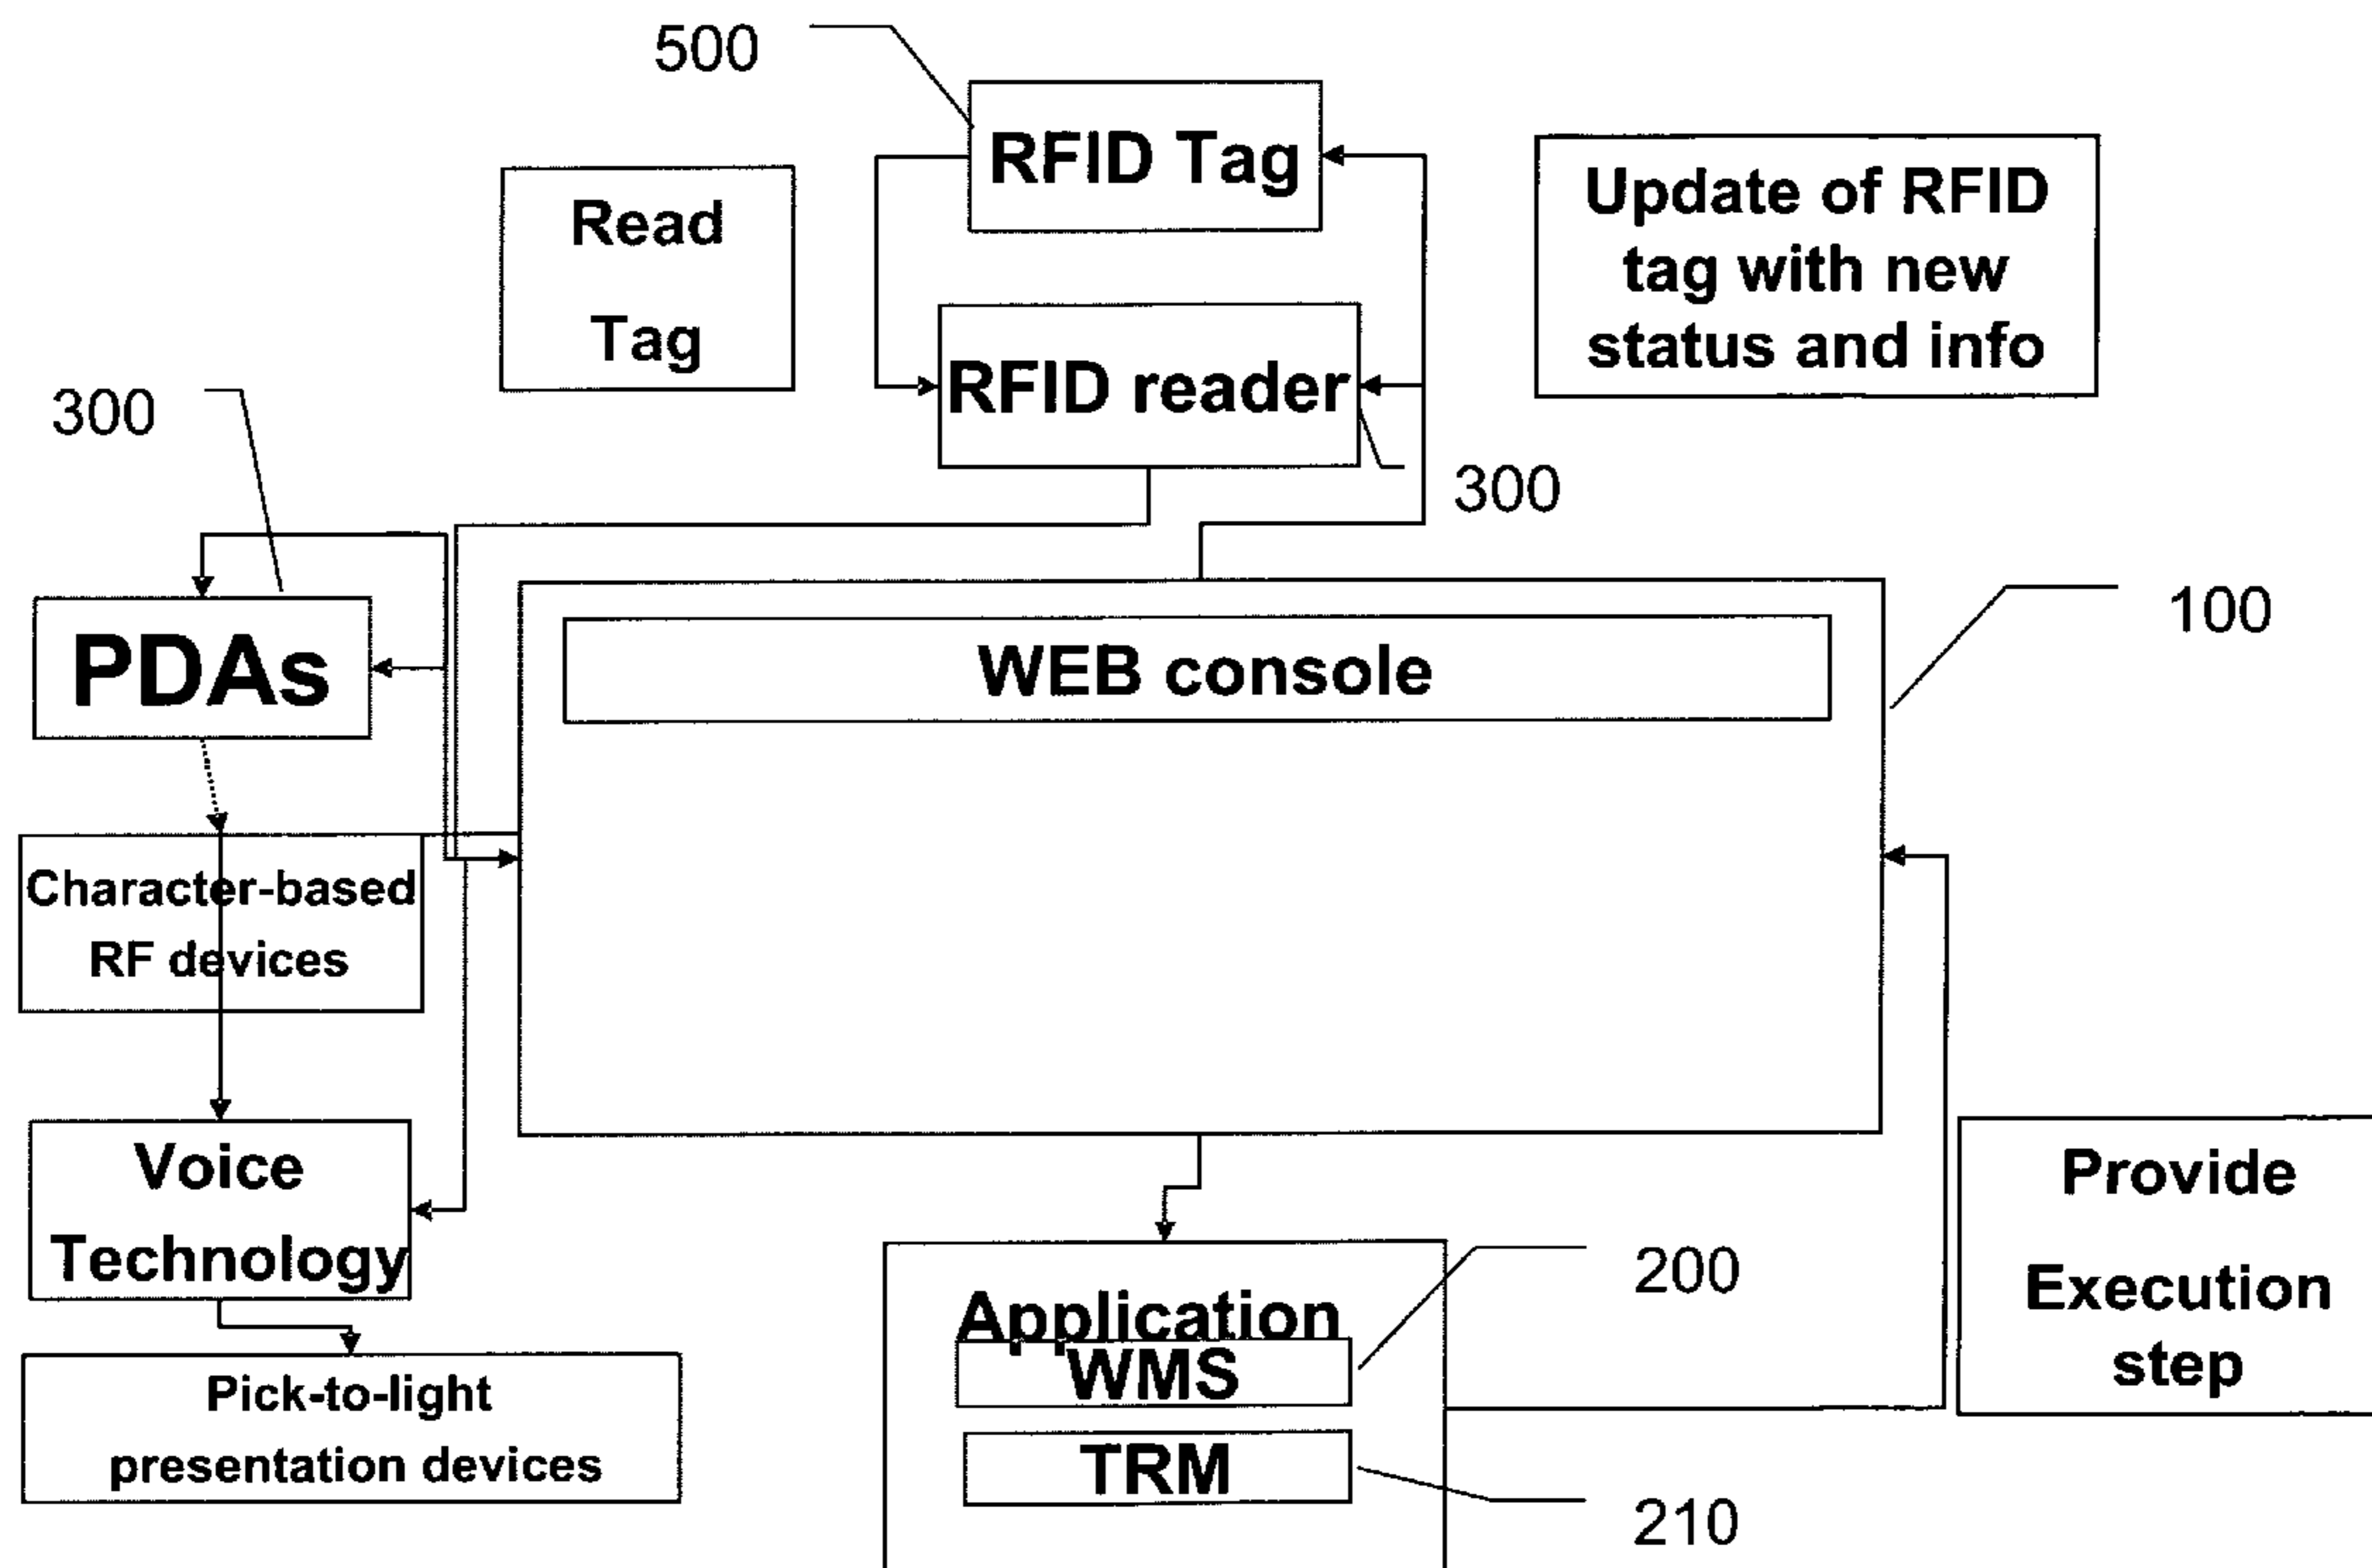 500
RFID Tag
Read
Tag
Update of RFID
tag with new
status and info
RFID reader
300
300
PDAs
WEB console
100
Character-based
RF devices
Voice
Technology
Pick-to-light
presentation devices
Application
WMS
TRM
200
210
Provide
Execution
step